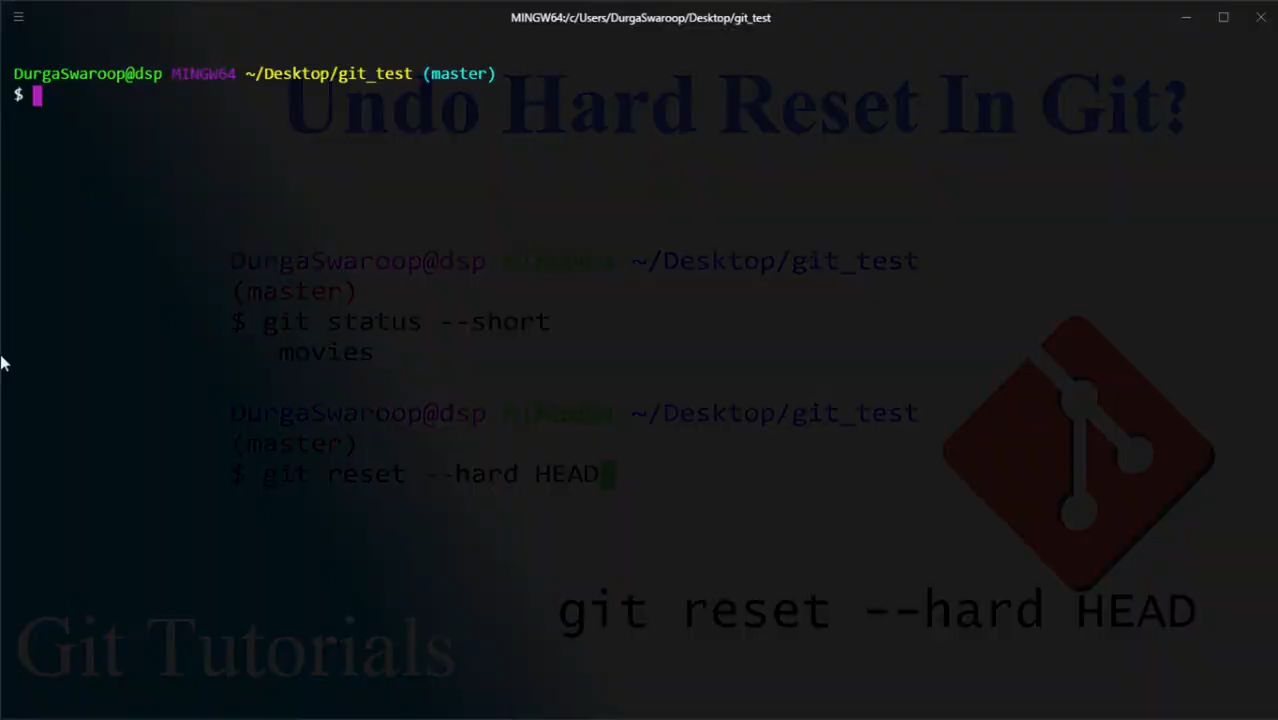 MINGW64:/c/Users/DurgaSwaroop/Desktop/git_test
DurgaSwaroop@dsp MINGW64 ~/Desktop/git_test (master)
$
Undo Hard Reset In Git?
DurgaSwaroop@dsp ~/Desktop/git_test
(master)
$ git status --short
movies
DurgaSwaroop@dsp ~/Desktop/git_test
(master)
$ git reset --hard HEAD
git reset --hard HEAD
Git Tutorials